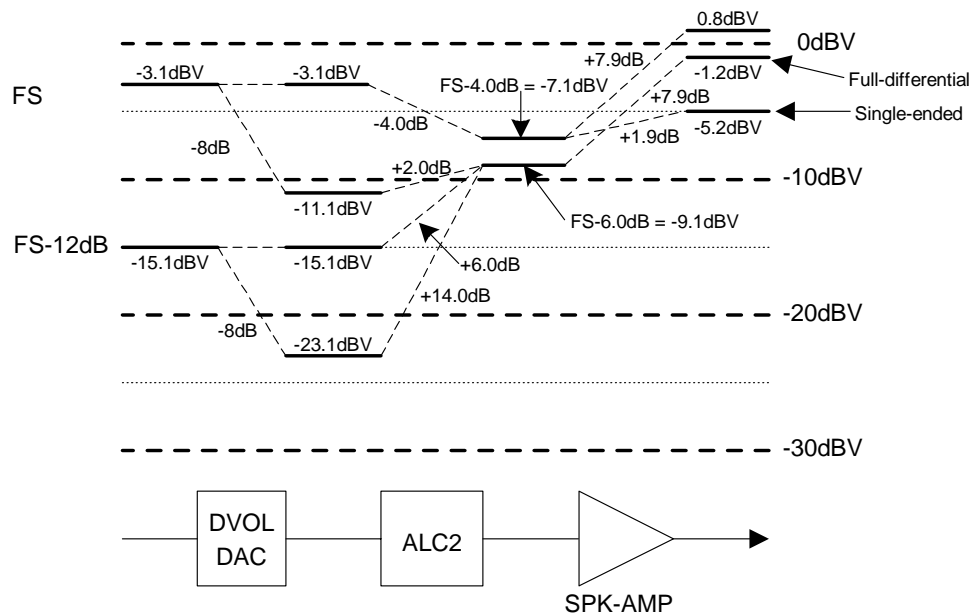 0.8dBV
0dBV
-3.1dBV
-3.1dBV
+7.9dB
-1.2dBV
Full-differential
FS
FS-4.0dB = -7.1dBV
+7.9dB
Single-ended
-4.0dB
-5.2dBV
+1.9dB
-8dB
+2.0dB
-10dBV
-11.1dBV
FS-6.0dB = -9.1dBV
FS-12dB
-15.1dBV
-15.1dBV
+6.0dB
+14.0dB
-20dBV
-8dB
-23.1dBV
-30dBV
DVOL
DAC
ALC2
SPK-AMP